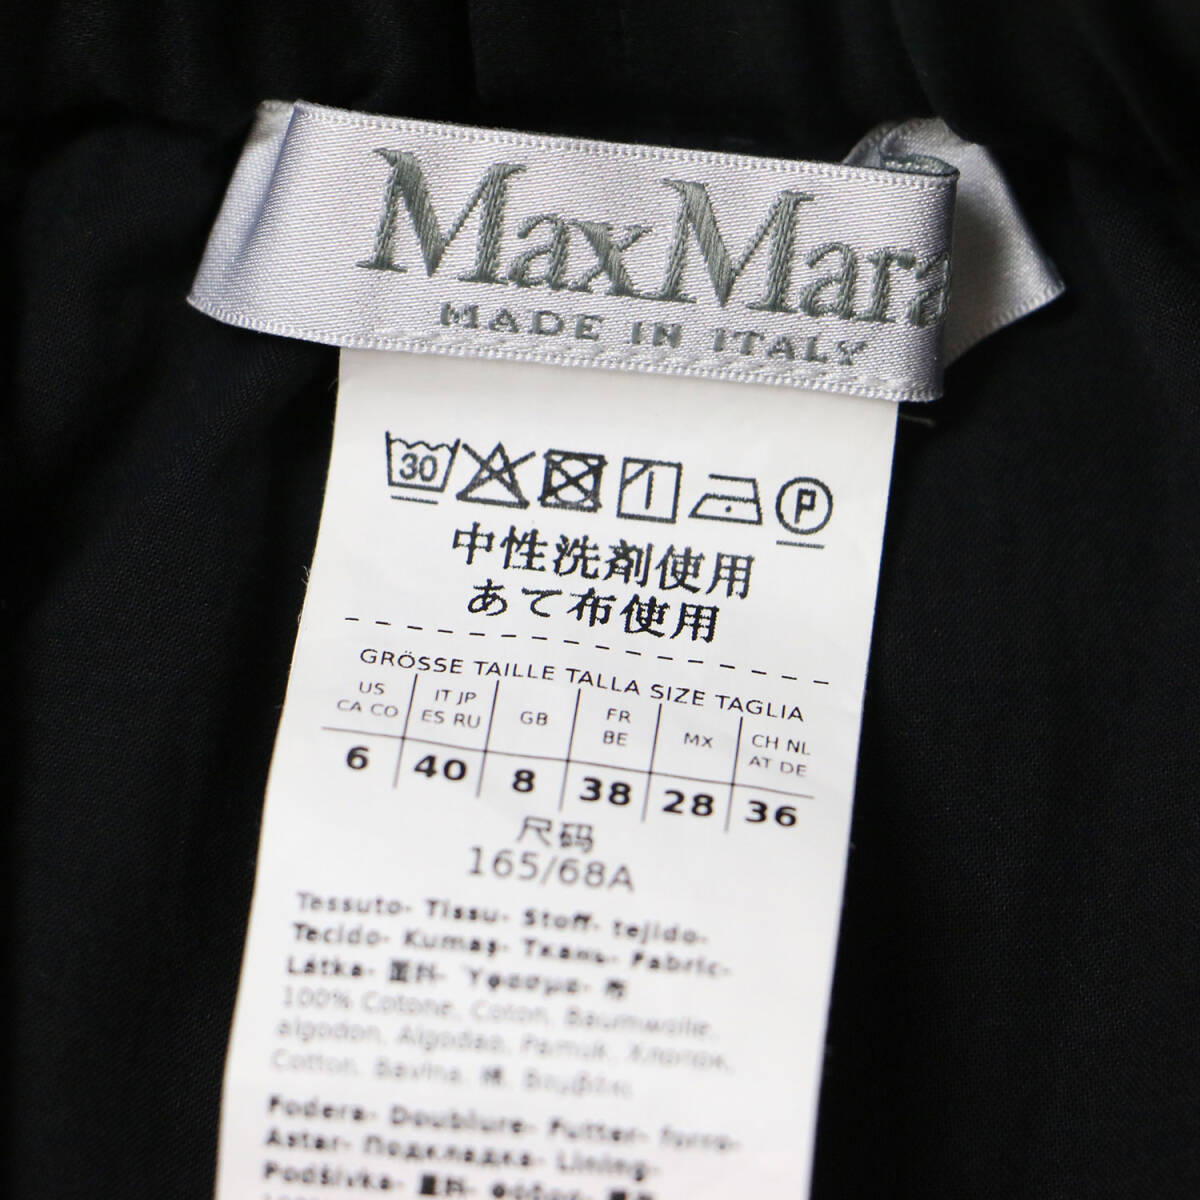 MaxMara
MADE IN ITALY
30 P
中性洗剤使用
あて布使用
GRÖSSE TAILLE TALLA SIZE TAGLIA
US CA CO IT JP ES RU GB FR BE MX CH NL AT DE
6 40 8 38 28 36
尺码
165/68A
Tessuto- Tissu- Stoff- tejido-
Tecido- Kumaş- Ткань- Fabric-
Látka- 面料- Υφασμα- 布
100% Cotone, Coton, Baumwolle,
algodon, Algodao, Pamuk, Хлопок,
Cotton, Bavlna, 棉, Βαμβάκι
Fodera- Doublure- Futter- forro-
Astar- Подкладка- Lining-
Podšívka- 里料-
100%